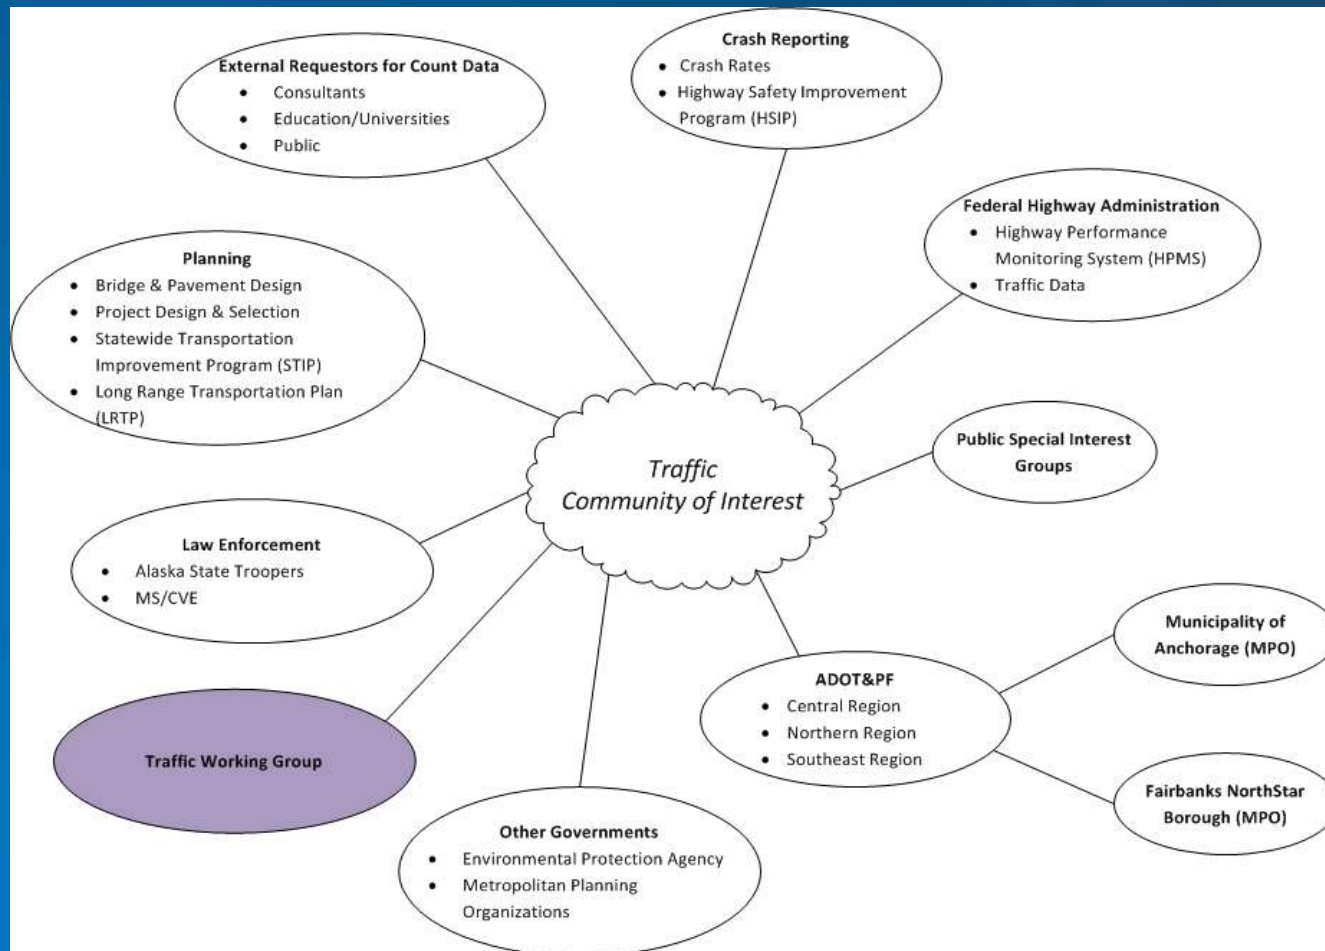 External Requestors for Count Data
• Consultants
• Education/Universities
• Public
Crash Reporting
• Crash Rates
• Highway Safety Improvement
Program (HSIP)
Federal Highway Administration
• Highway Performance
Monitoring System (HPMS)
• Traffic Data
Planning
• Bridge & Pavement Design
• Project Design & Selection
• Statewide Transportation
Improvement Program (STIP)
• Long Range Transportation Plan
(LRTP)
Public Special Interest
Groups
Traffic
Community of Interest
Law Enforcement
• Alaska State Troopers
• MS/CVE
Municipality of
Anchorage (MPO)
ADOT&PF
• Central Region
• Northern Region
• Southeast Region
Traffic Working Group
Fairbanks NorthStar
Borough (MPO)
Other Governments
• Environmental Protection Agency
• Metropolitan Planning
Organizations